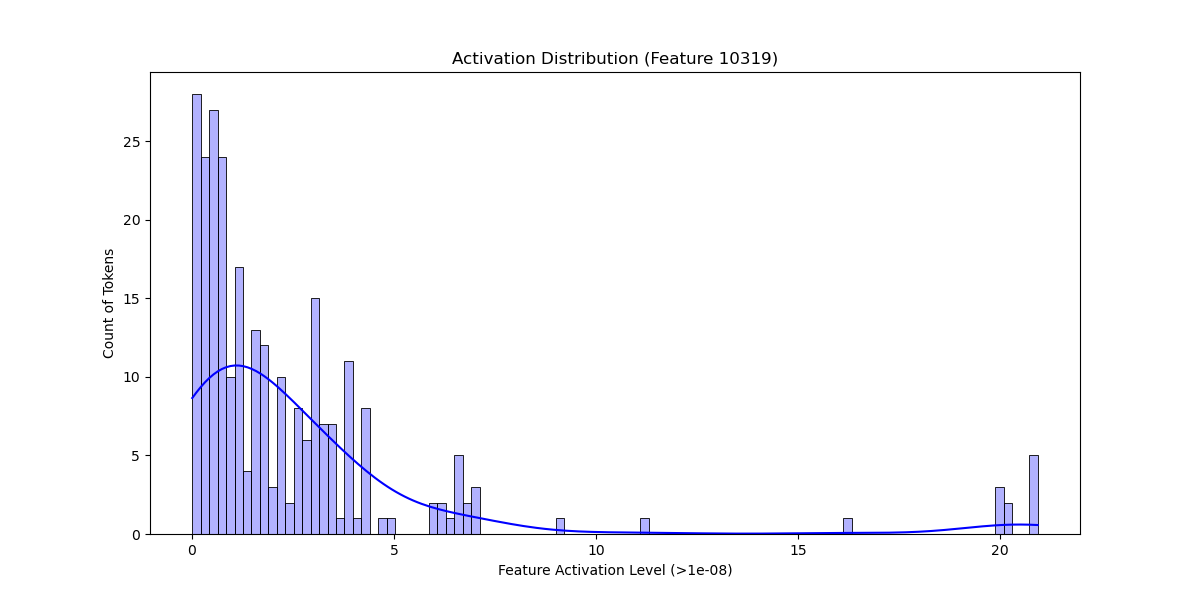 Activation Distribution (Feature 10319)
Count of Tokens
25
20
15
10
5
0
0 5 10 15 20
Feature Activation Level (>1e-08)